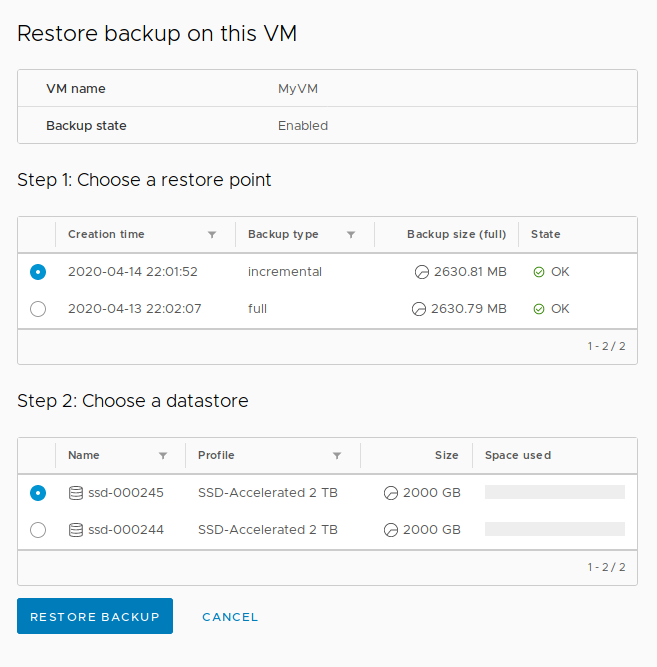 Restore backup on this VM
VM name MyVM
Backup state Enabled
Step 1: Choose a restore point
Creation time Backup type Backup size (full) State
2020-04-14 22:01:52 incremental 2630.81 MB OK
2020-04-13 22:02:07 full 2630.79 MB OK
1 - 2 / 2
Step 2: Choose a datastore
Name Profile Size Space used
ssd-000245 SSD-Accelerated 2 TB 2000 GB
ssd-000244 SSD-Accelerated 2 TB 2000 GB
1 - 2 / 2
RESTORE BACKUP CANCEL